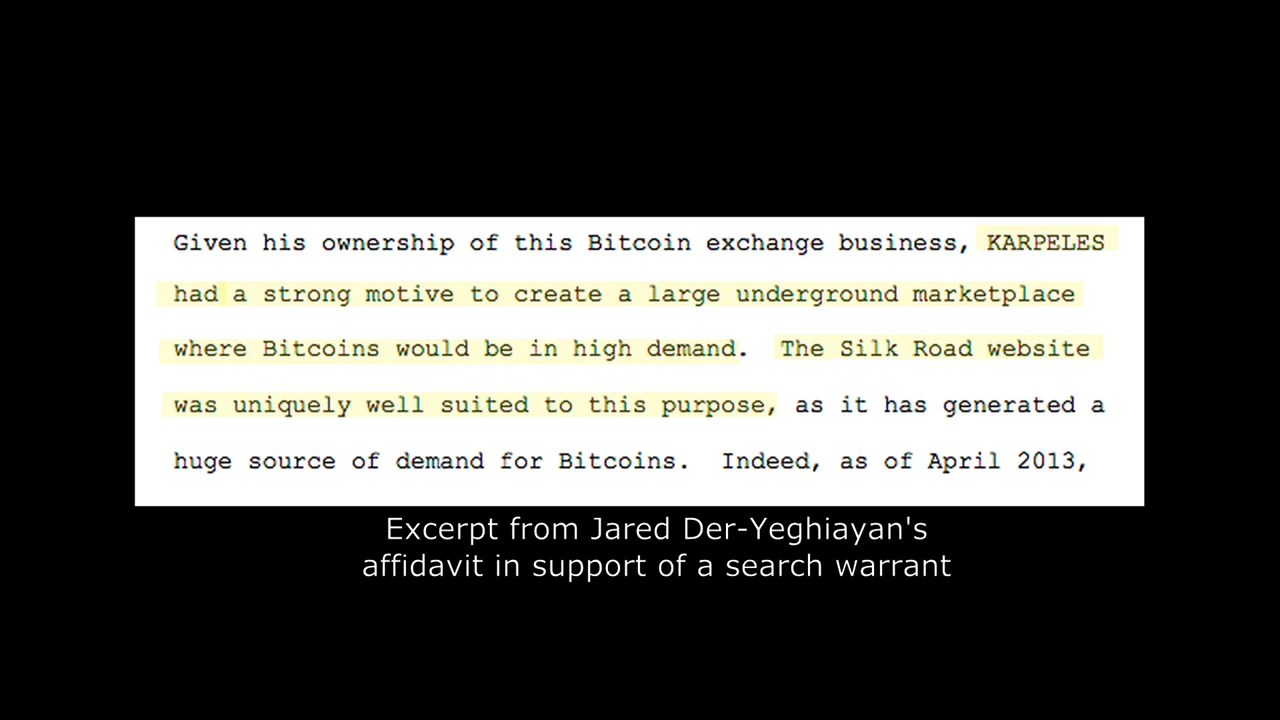 Given his ownership of this Bitcoin exchange business, KARPELES
had a strong motive to create a large underground marketplace
where Bitcoins would be in high demand. The Silk Road website
was uniquely well suited to this purpose, as it has generated a
huge source of demand for Bitcoins. Indeed, as of April 2013,
Excerpt from Jared Der-Yeghiayan's
affidavit in support of a search warrant